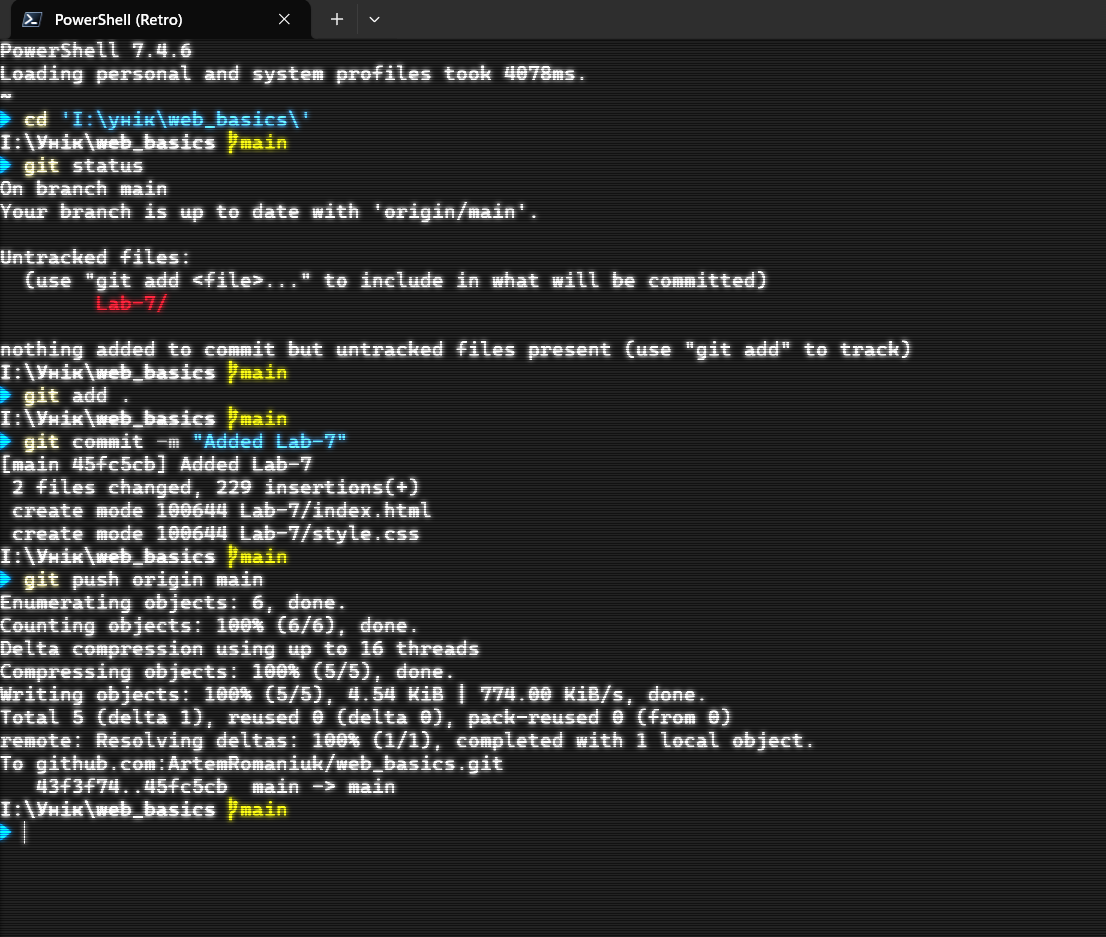 PowerShell (Retro)
PowerShell 7.4.6
Loading personal and system profiles took 4078ms.
~
cd 'I:\унік\web_basics\'
I:\Унік\web_basics main
git status
On branch main
Your branch is up to date with 'origin/main'.
Untracked files:
(use "git add <file>..." to include in what will be committed)
Lab-7/
nothing added to commit but untracked files present (use "git add" to track)
I:\Унік\web_basics main
git add .
I:\Унік\web_basics main
git commit -m "Added Lab-7"
[main 45fc5cb] Added Lab-7
2 files changed, 229 insertions(+)
create mode 100644 Lab-7/index.html
create mode 100644 Lab-7/style.css
I:\Унік\web_basics main
git push origin main
Enumerating objects: 6, done.
Counting objects: 100% (6/6), done.
Delta compression using up to 16 threads
Compressing objects: 100% (5/5), done.
Writing objects: 100% (5/5), 4.54 KiB | 774.00 KiB/s, done.
Total 5 (delta 1), reused 0 (delta 0), pack-reused 0 (from 0)
remote: Resolving deltas: 100% (1/1), completed with 1 local object.
To github.com:ArtemRomaniuk/web_basics.git
43f3f74..45fc5cb main -> main
I:\Унік\web_basics main